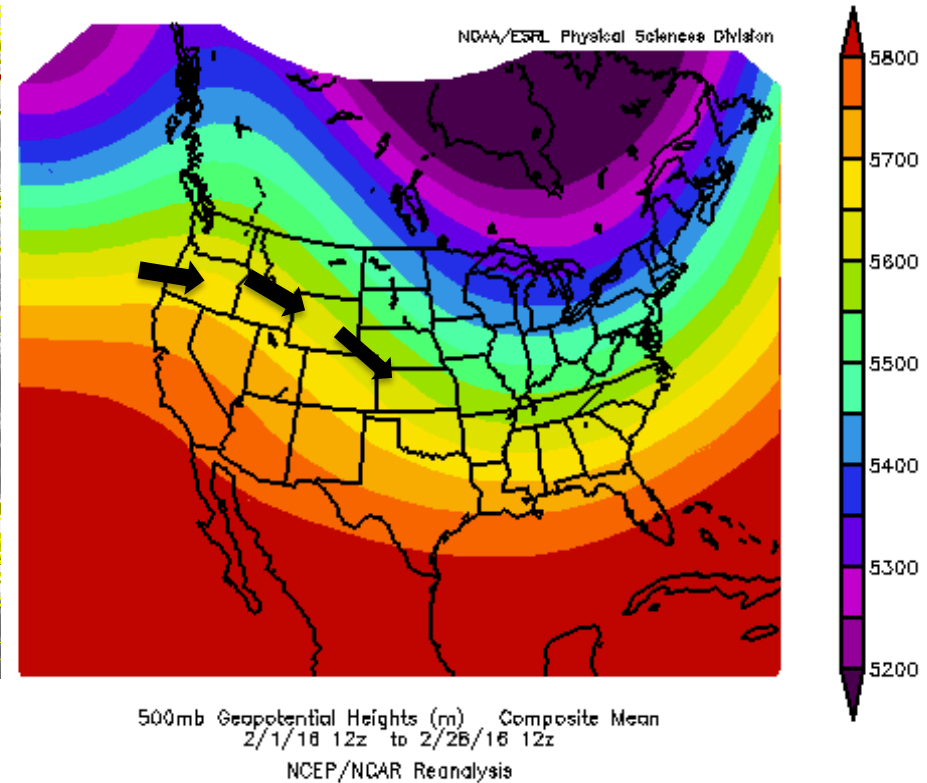 NOAA/ESRL Physical Sciences Division
5800
5700
5600
5500
5400
5300
5200
500mb Geopotential Heights (m) Composite Mean
2/1/16 12z to 2/26/16 12z
NCEP/NCAR Reanalysis